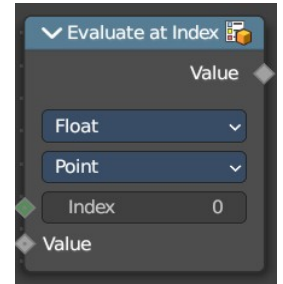 Evaluate at Index
Value
Float
Point
Index 0
Value